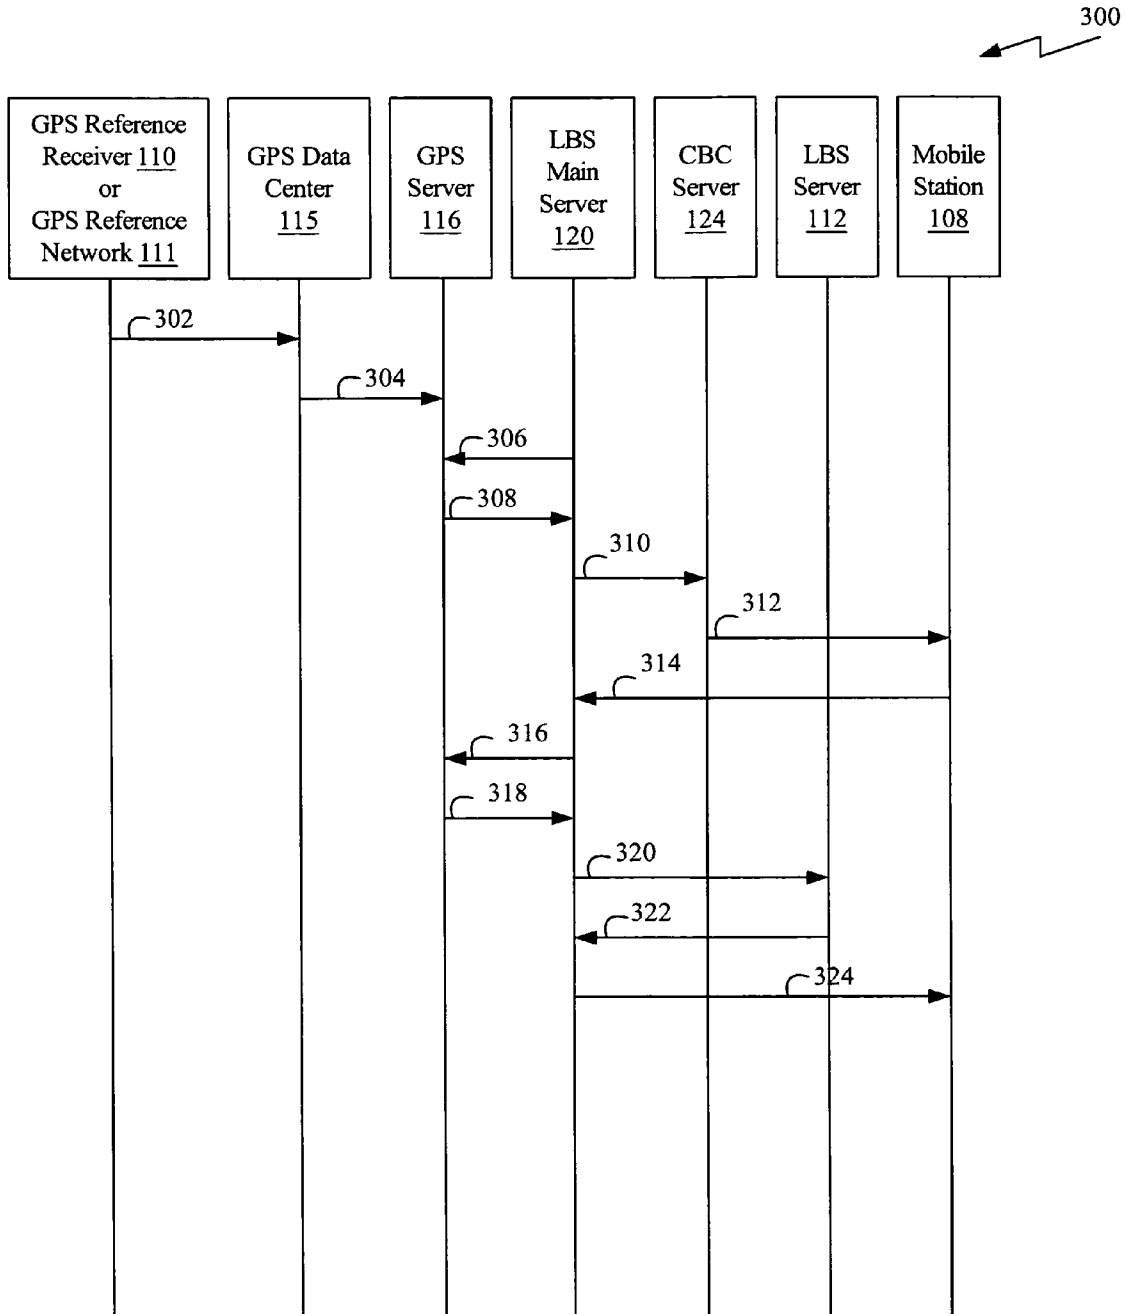 300
GPS Reference
Receiver 110
or
GPS Reference
Network 111
GPS Data
Center
115
GPS
Server
116
LBS
Main
Server
120
CBC
Server
124
LBS
Server
112
Mobile
Station
108
302
304
306
308
310
312
314
316
318
320
322
324